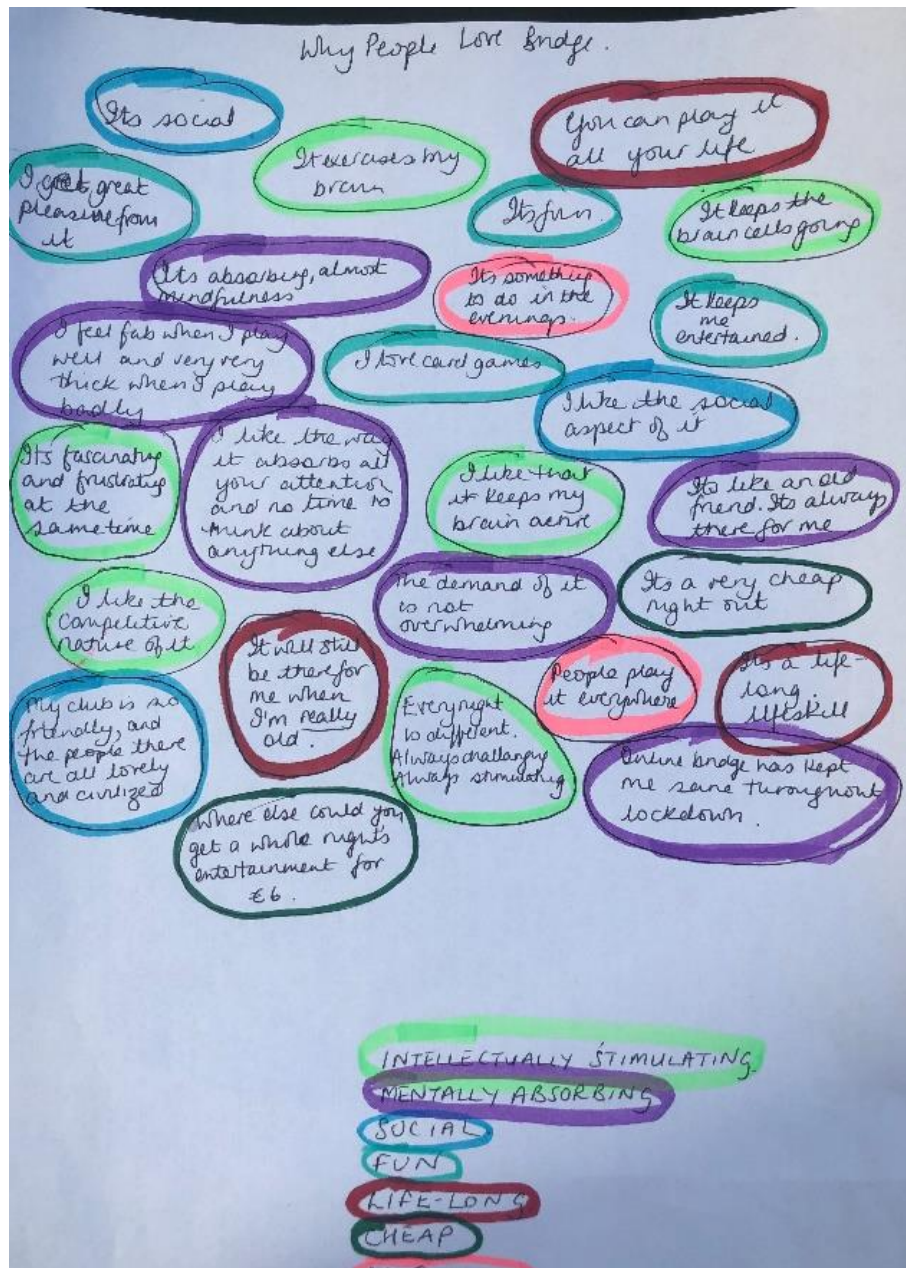 Why People Love Bridge.
Its social
You can play it
all your life
It exercises my
brain
I get great
pleasure from
it
Its fun.
It keeps the
brain cells going
Its absorbing, almost
mindfulness
Its something
to do in the
evenings.
It keeps
me
entertained.
I feel fab when I play
well and very very
thick when I play
badly
I love card games
I like the social
aspect of it
It's fascinating
and frustrating
at the
same time
I like the way
it absorbs all
your attention
and no time to
think about
anything else
I like that
it keeps my
brain active
Its like an old
friend. Its always
there for me
I like the
competitive
nature of it
The demand of it
is not
overwhelming
Its a very cheap
night out
It will still
be there for
me when
I'm really
old.
People play
it everywhere
Its a life-
long
lifeskill
My club is so
friendly, and
the people there
are all lovely
and civilized
Every night
is different.
Always challanging
Always stimulating
Online bridge has kept
me sane throughout
lockdown.
Where else could you
get a whole nights
entertainment for
€6.
INTELLECTUALLY STIMULATING
MENTALLY ABSORBING
SOCIAL
FUN
LIFE-LONG
CHEAP